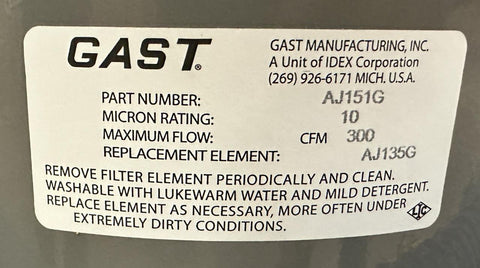 GAST®
GAST MANUFACTURING, INC.
A Unit of IDEX Corporation
(269) 926-6171 MICH. U.S.A.
PART NUMBER: AJ151G
MICRON RATING: 10
MAXIMUM FLOW: CFM 300
REPLACEMENT ELEMENT: AJ135G
REMOVE FILTER ELEMENT PERIODICALLY AND CLEAN.
WASHABLE WITH LUKEWARM WATER AND MILD DETERGENT.
REPLACE ELEMENT AS NECESSARY, MORE OFTEN UNDER
EXTREMELY DIRTY CONDITIONS.